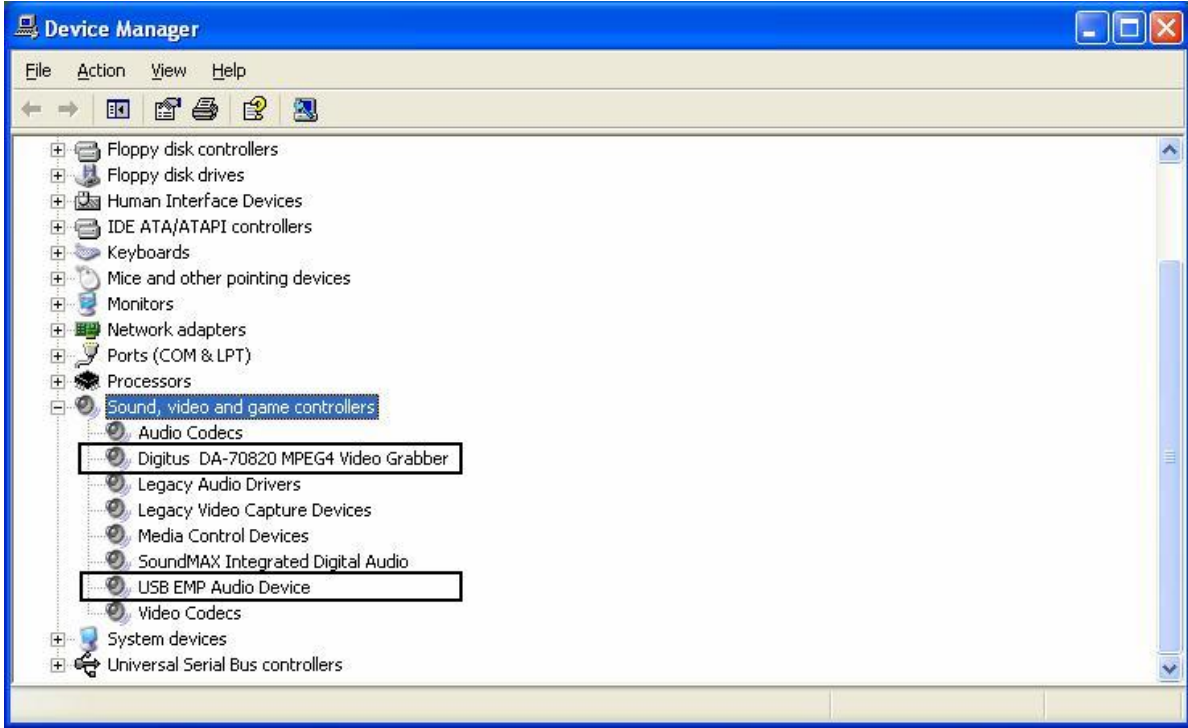 Device Manager
File Action View Help
Floppy disk controllers
Floppy disk drives
Human Interface Devices
IDE ATA/ATAPI controllers
Keyboards
Mice and other pointing devices
Monitors
Network adapters
Ports (COM & LPT)
Processors
Sound, video and game controllers
Audio Codecs
Digitus DA-70820 MPEG4 Video Grabber
Legacy Audio Drivers
Legacy Video Capture Devices
Media Control Devices
SoundMAX Integrated Digital Audio
USB EMP Audio Device
Video Codecs
System devices
Universal Serial Bus controllers